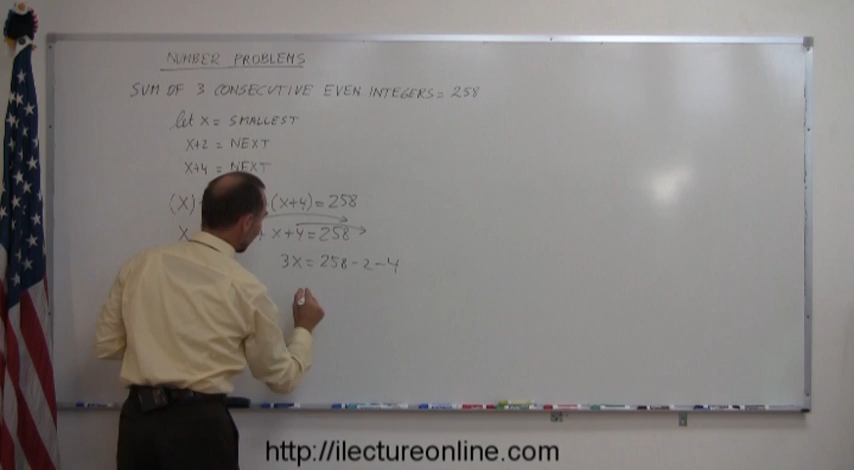 NUMBER PROBLEMS
SUM OF 3 CONSECUTIVE EVEN INTEGERS = 258
let x = SMALLEST
x+2 = NEXT
x+4 = NEXT
(x) (x+4) = 258
x + x+4 = 258
3x = 258 - 2 - 4
http://ilectureonline.com